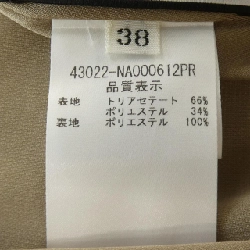 38
43022-NA000612PR
品質表示
表地 トリアセテート 66%
ポリエステル 34%
裏地 ポリエステル 100%